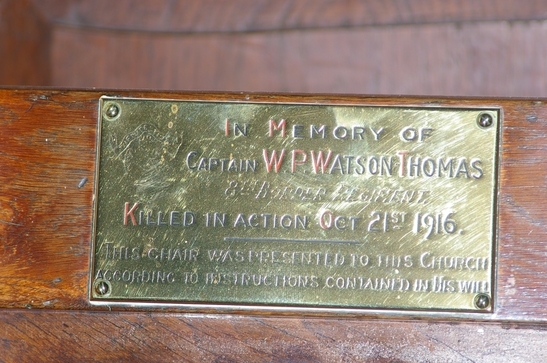 In Memory of
Captain W.P. Watson Thomas
8th Border Regiment
Killed in action Oct 21st 1916.
This chair was presented to this Church
according to instructions contained in his will